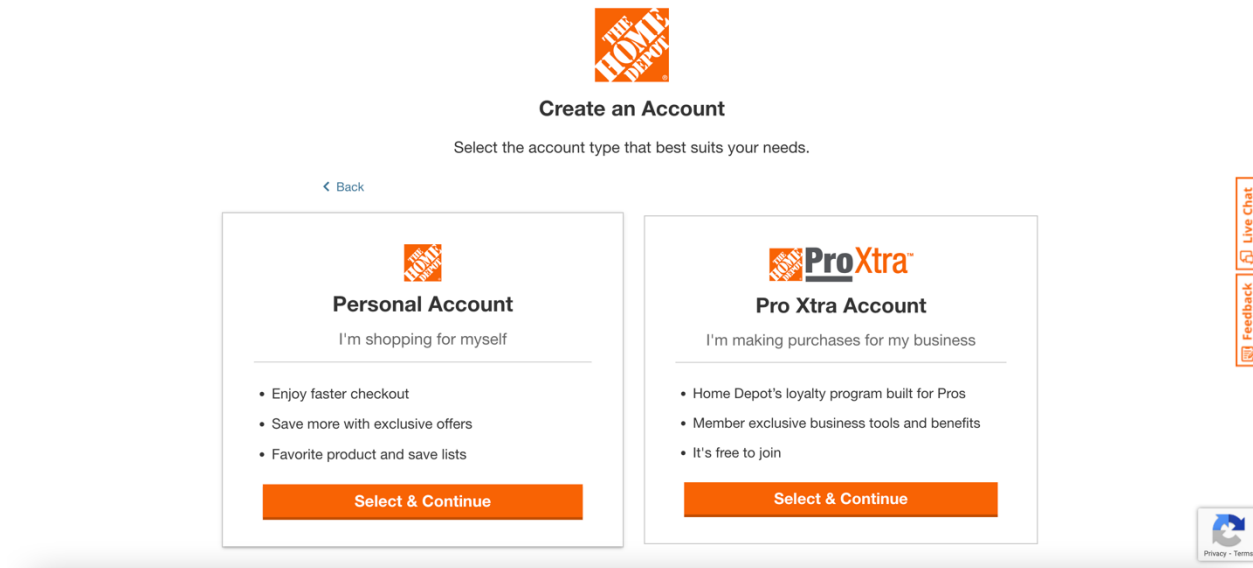 THE
HOME
DEPOT
Create an Account
Select the account type that best suits your needs.
Back
THE
HOME
DEPOT
Personal Account
I'm shopping for myself
• Enjoy faster checkout
• Save more with exclusive offers
• Favorite product and save lists
Select & Continue
THE
HOME
DEPOT
ProXtra™
Pro Xtra Account
I'm making purchases for my business
• Home Depot’s loyalty program built for Pros
• Member exclusive business tools and benefits
• It's free to join
Select & Continue
Live Chat
Feedback
Privacy - Terms